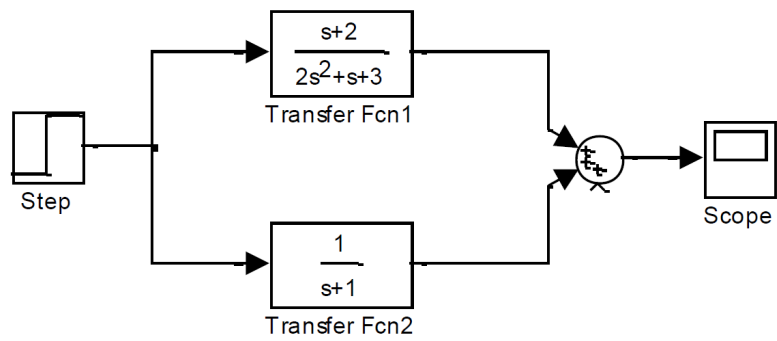 s+2
2s²+s+3
Transfer Fcn1
Step
+
+
+
Scope
1
s+1
Transfer Fcn2